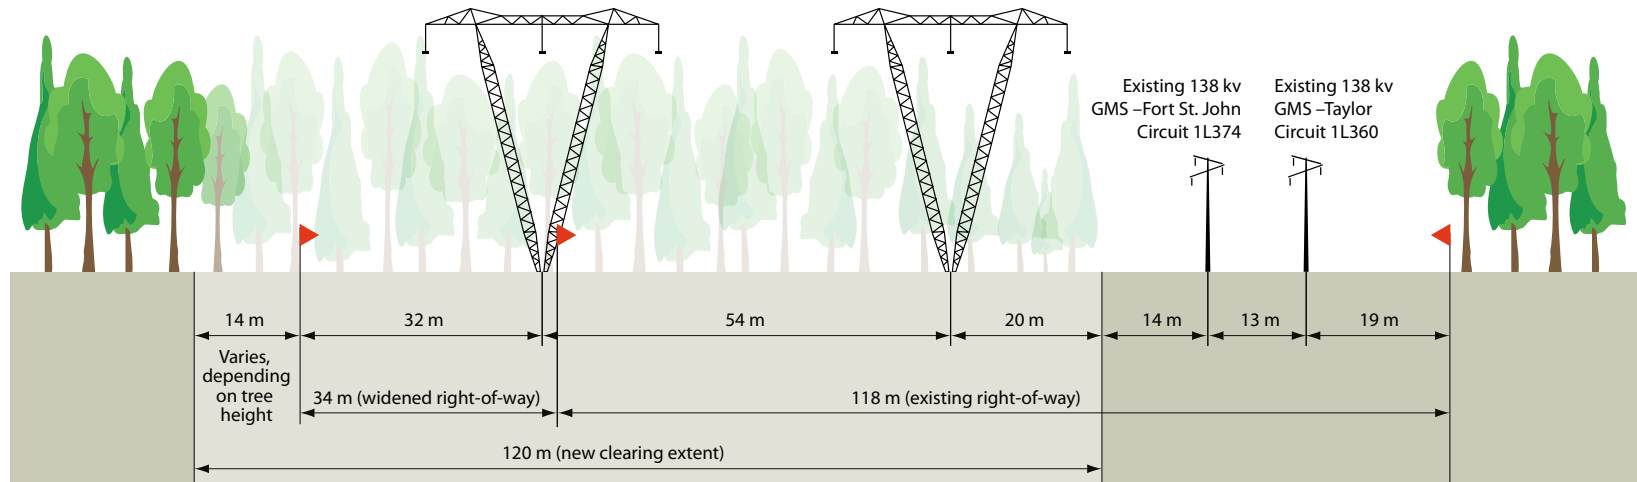 Existing 138 kv
GMS –Fort St. John
Circuit 1L374
Existing 138 kv
GMS –Taylor
Circuit 1L360
14 m
32 m
54 m
20 m
14 m
13 m
19 m
Varies,
depending
on tree
height
34 m (widened right-of-way)
118 m (existing right-of-way)
120 m (new clearing extent)